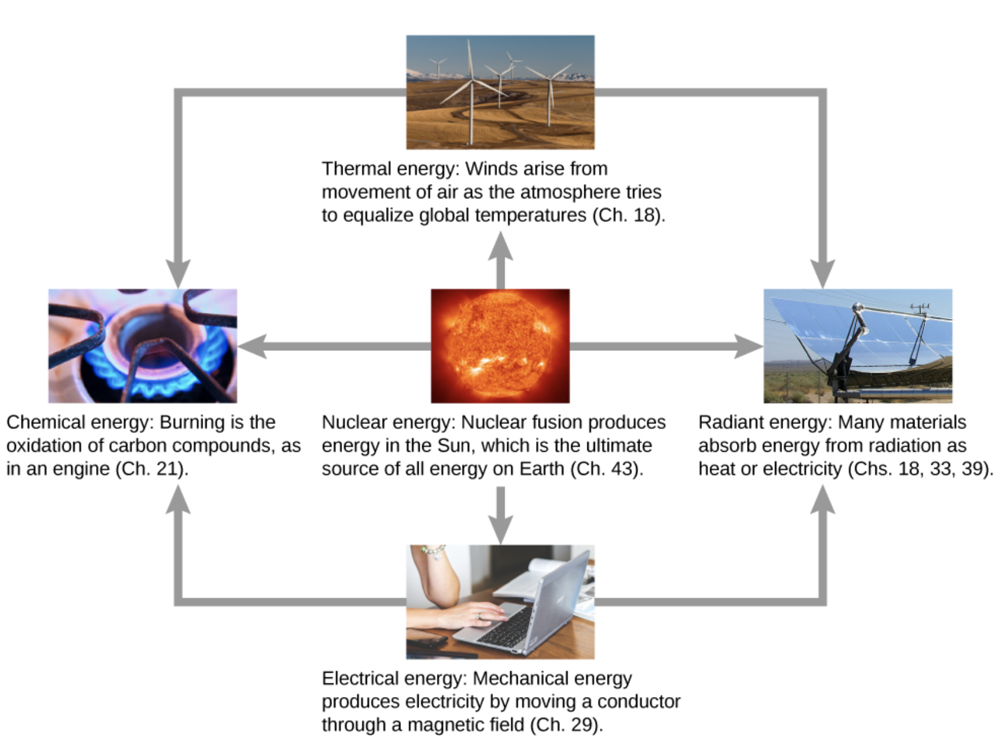 Thermal energy: Winds arise from
movement of air as the atmosphere tries
to equalize global temperatures (Ch. 18).
Chemical energy: Burning is the
oxidation of carbon compounds, as
in an engine (Ch. 21).
Nuclear energy: Nuclear fusion produces
energy in the Sun, which is the ultimate
source of all energy on Earth (Ch. 43).
Radiant energy: Many materials
absorb energy from radiation as
heat or electricity (Chs. 18, 33, 39).
Electrical energy: Mechanical energy
produces electricity by moving a conductor
through a magnetic field (Ch. 29).